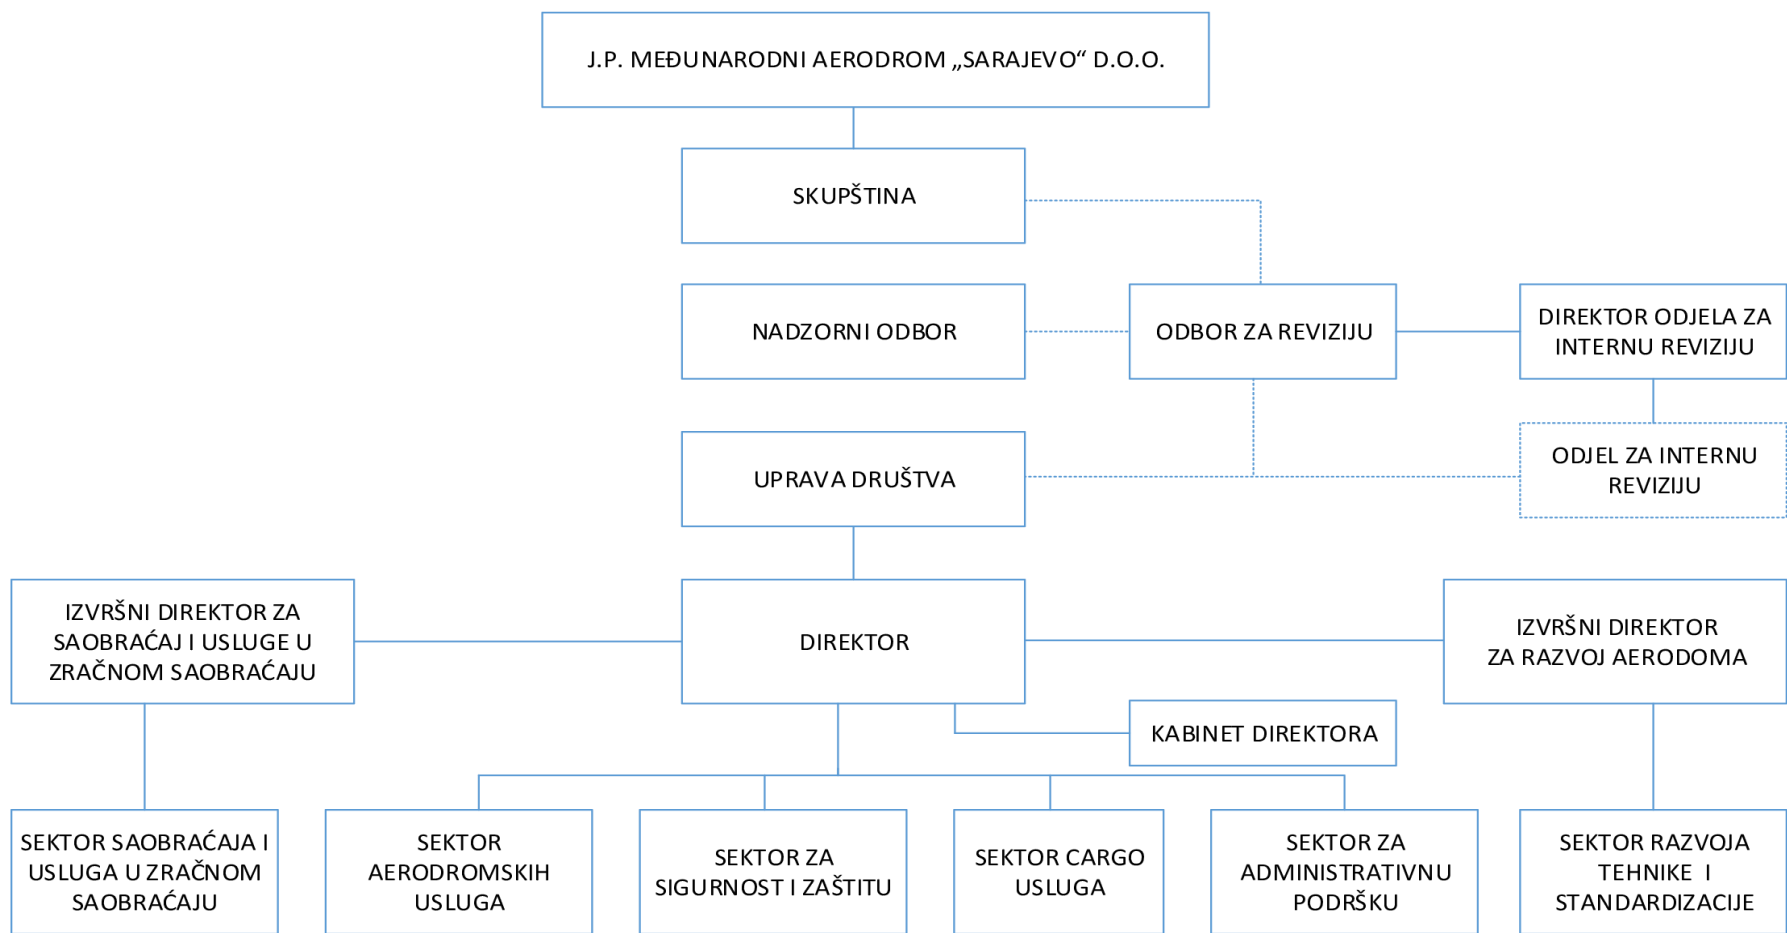 J.P. MEĐUNARODNI AERODROM „SARAJEVO“ D.O.O.
SKUPŠTINA
NADZORNI ODBOR
ODBOR ZA REVIZIJU
DIREKTOR ODJELA ZA
INTERNU REVIZIJU
UPRAVA DRUŠTVA
ODJEL ZA INTERNU
REVIZIJU
IZVRŠNI DIREKTOR ZA
SAOBRAĆAJ I USLUGE U
ZRAČNOM SAOBRAĆAJU
DIREKTOR
IZVRŠNI DIREKTOR
ZA RAZVOJ AERODOMA
KABINET DIREKTORA
SEKTOR SAOBRAĆAJA I
USLUGA U ZRAČNOM
SAOBRAĆAJU
SEKTOR
AERODROMSKIH
USLUGA
SEKTOR ZA
SIGURNOST I ZAŠTITU
SEKTOR CARGO
USLUGA
SEKTOR ZA
ADMINISTRATIVNU
PODRŠKU
SEKTOR RAZVOJA
TEHNIKE I
STANDARDIZACIJE